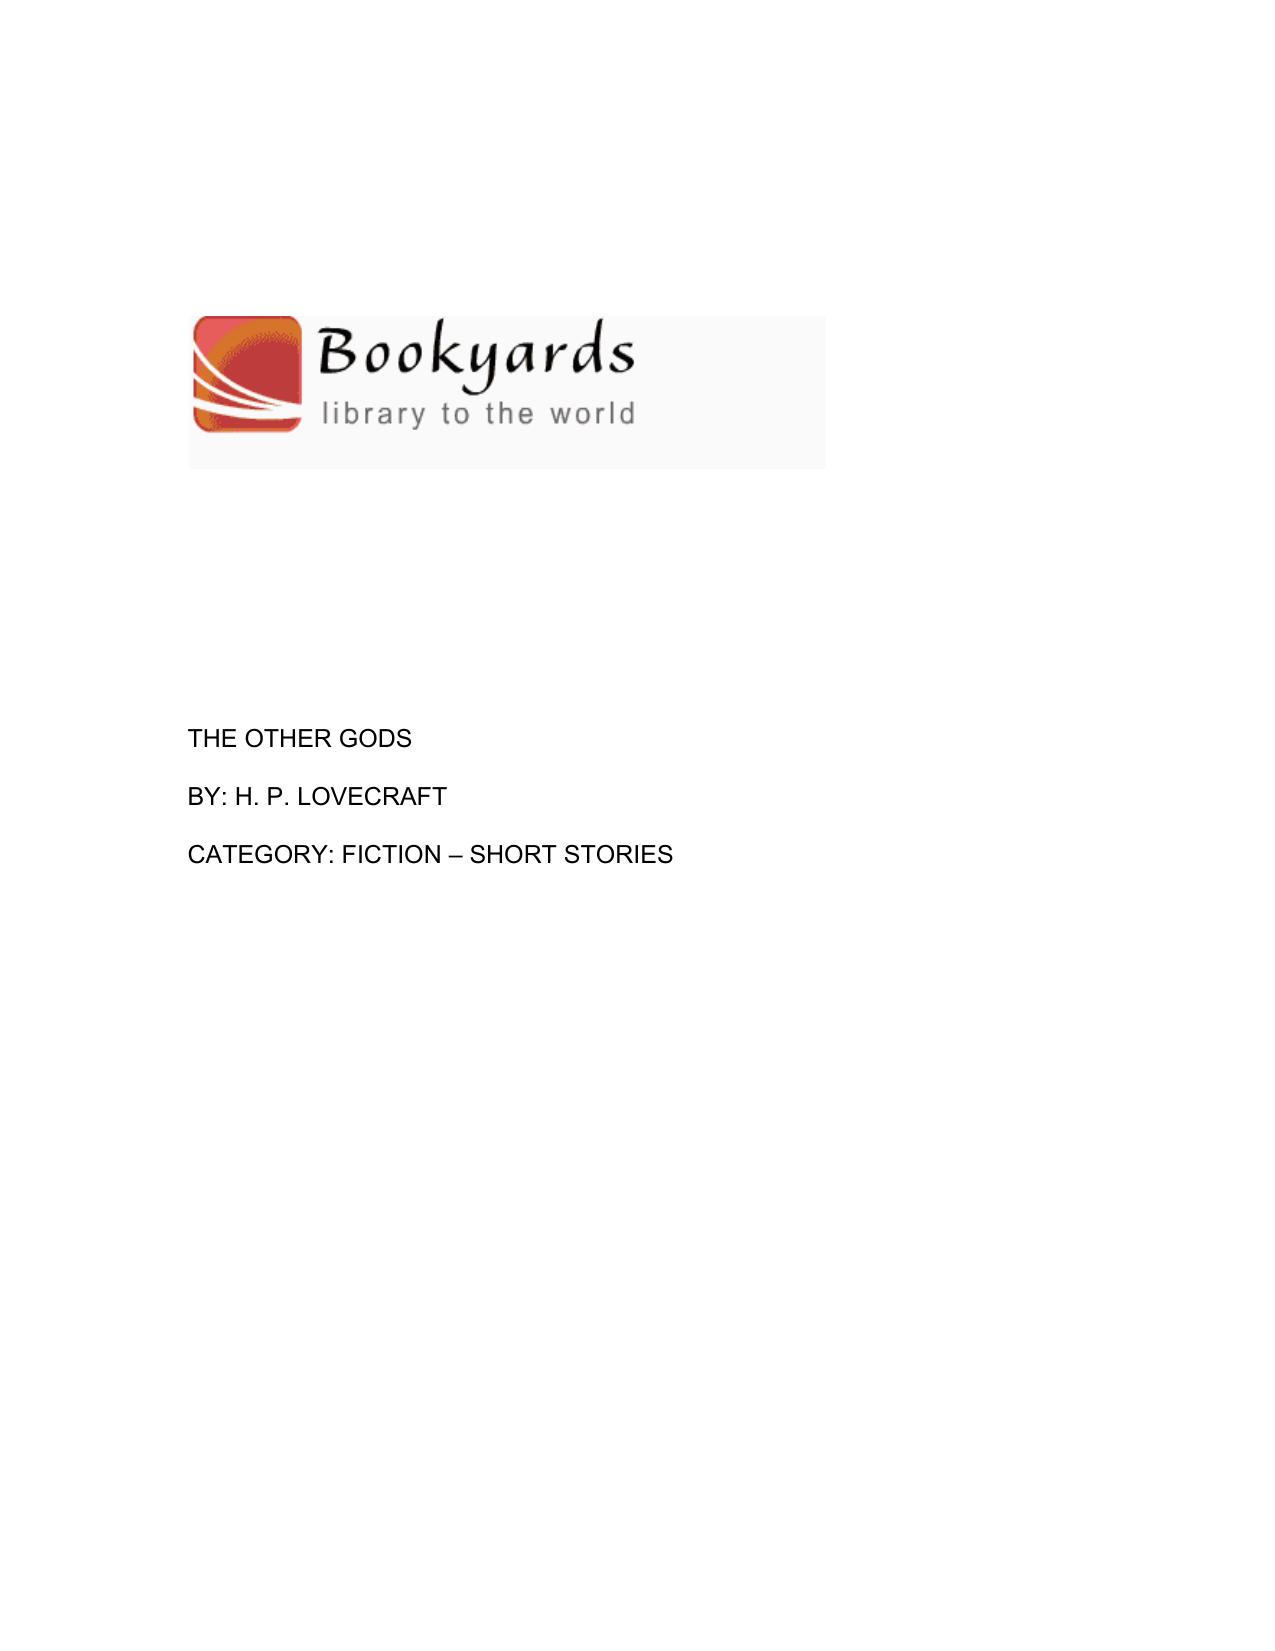 Bookyards
library to the world
THE OTHER GODS
BY: H. P. LOVECRAFT
CATEGORY: FICTION – SHORT STORIES